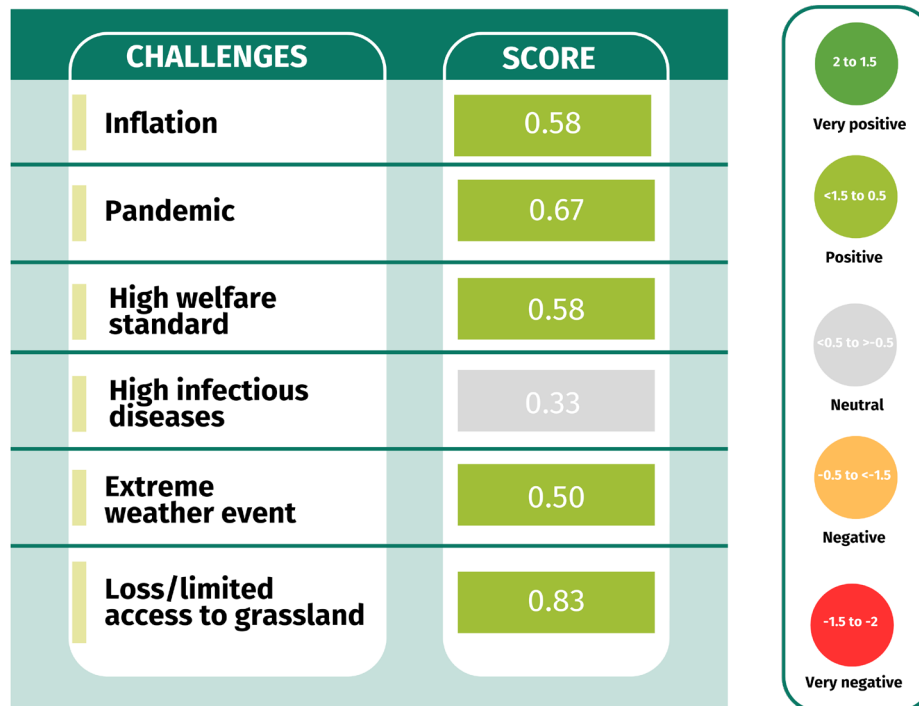 CHALLENGES
SCORE
Inflation
0.58
Pandemic
0.67
High welfare
standard
0.58
High infectious
diseases
0.33
Extreme
weather event
0.50
Loss/limited
access to grassland
0.83
2 to 1.5
Very positive
<1.5 to 0.5
Positive
<0.5 to >-0.5
Neutral
-0.5 to <-1.5
Negative
-1.5 to -2
Very negative